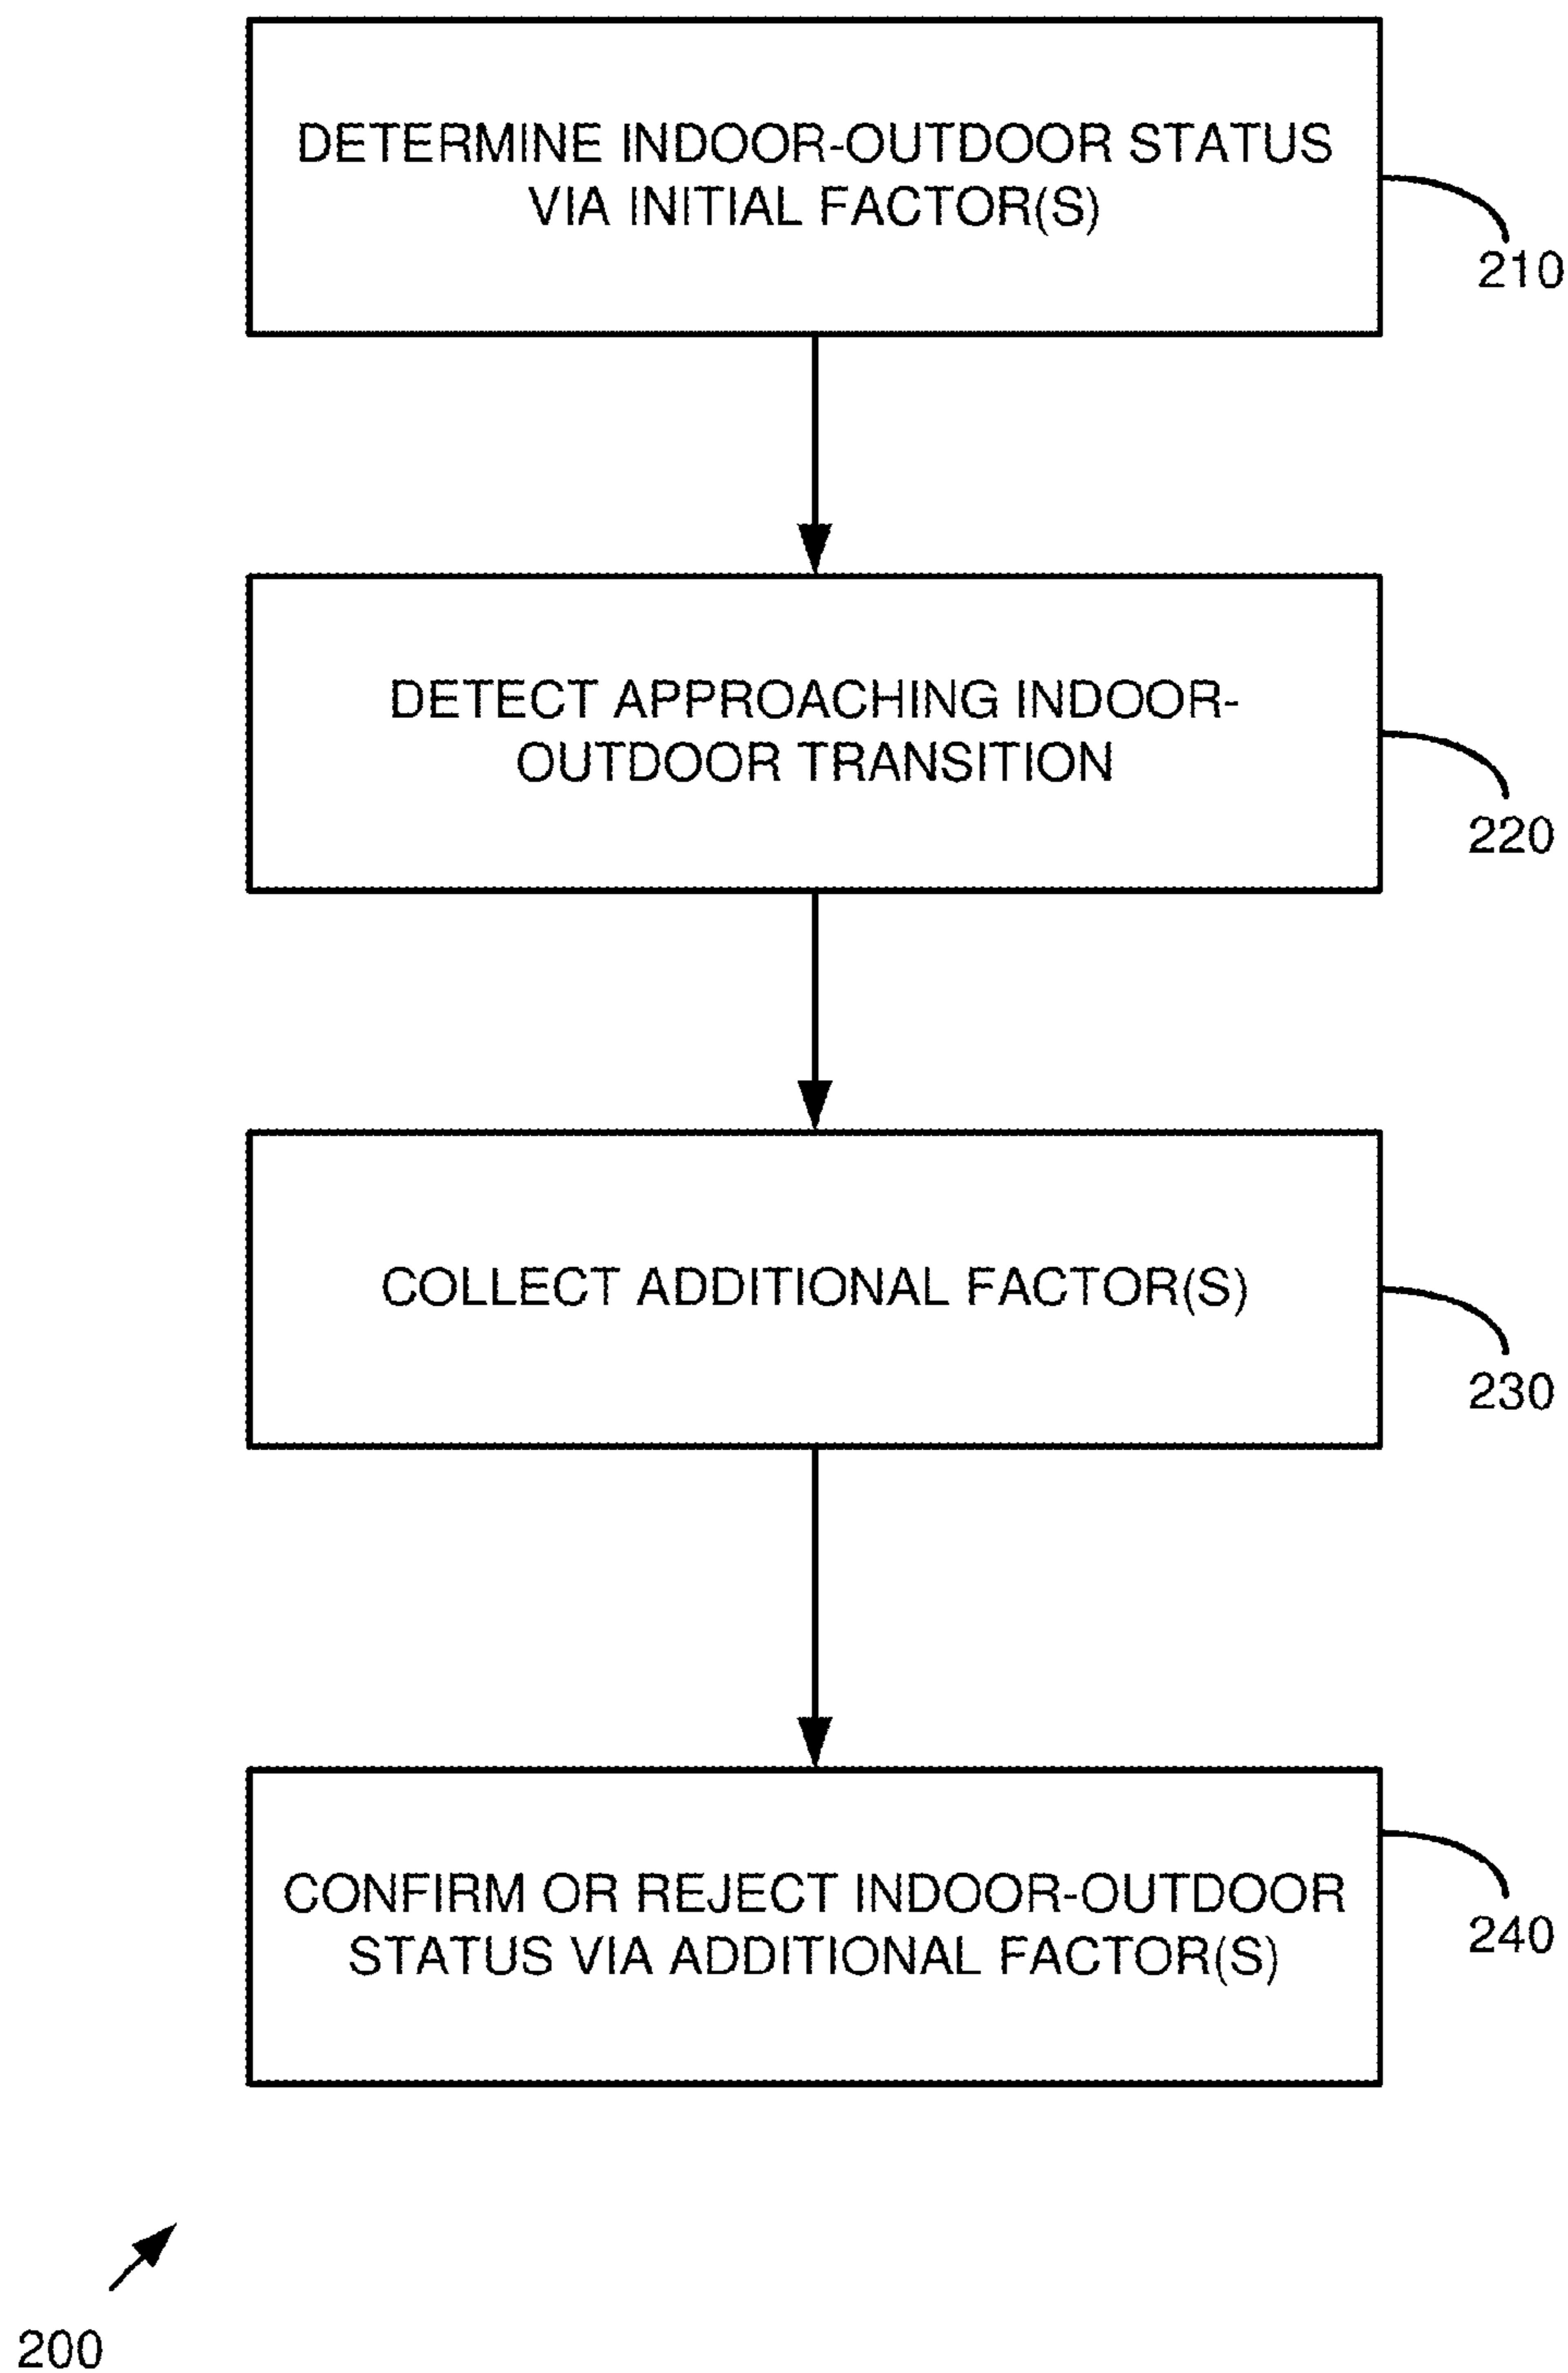 DETERMINE INDOOR-OUTDOOR STATUS
VIA INITIAL FACTOR(S)
210
DETECT APPROACHING INDOOR-
OUTDOOR TRANSITION
220
COLLECT ADDITIONAL FACTOR(S)
230
CONFIRM OR REJECT INDOOR-OUTDOOR
STATUS VIA ADDITIONAL FACTOR(S)
240
200